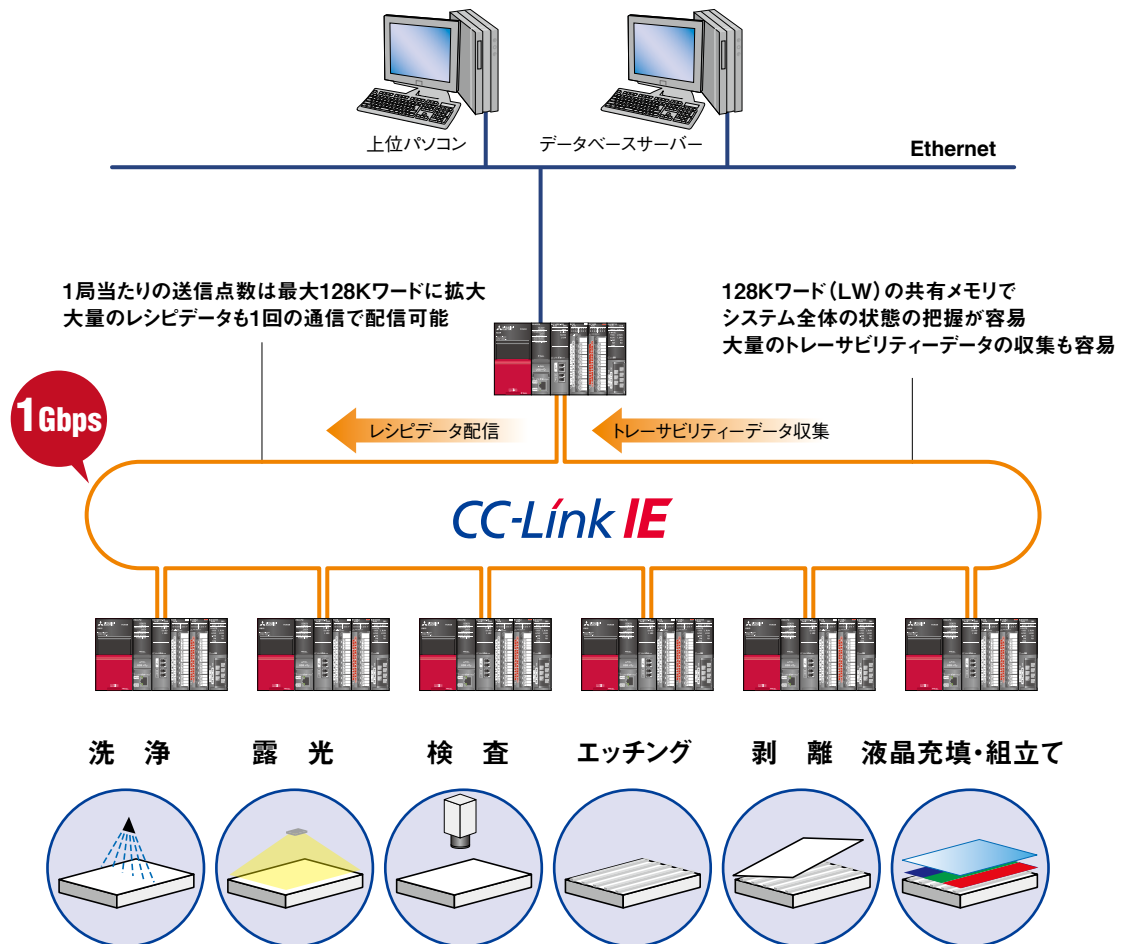 上位パソコン
データベースサーバー
Ethernet
1局当たりの送信点数は最大128Kワードに拡大
大量のレシピデータも1回の通信で配信可能
128Kワード（LW）の共有メモリで
システム全体の状態の把握が容易
大量のトレーサビリティーデータの収集も容易
1Gbps
レシピデータ配信
トレーサビリティーデータ収集
CC-Link IE
洗 浄
露 光
検 査
エッチング
剥 離
液晶充填・組立て